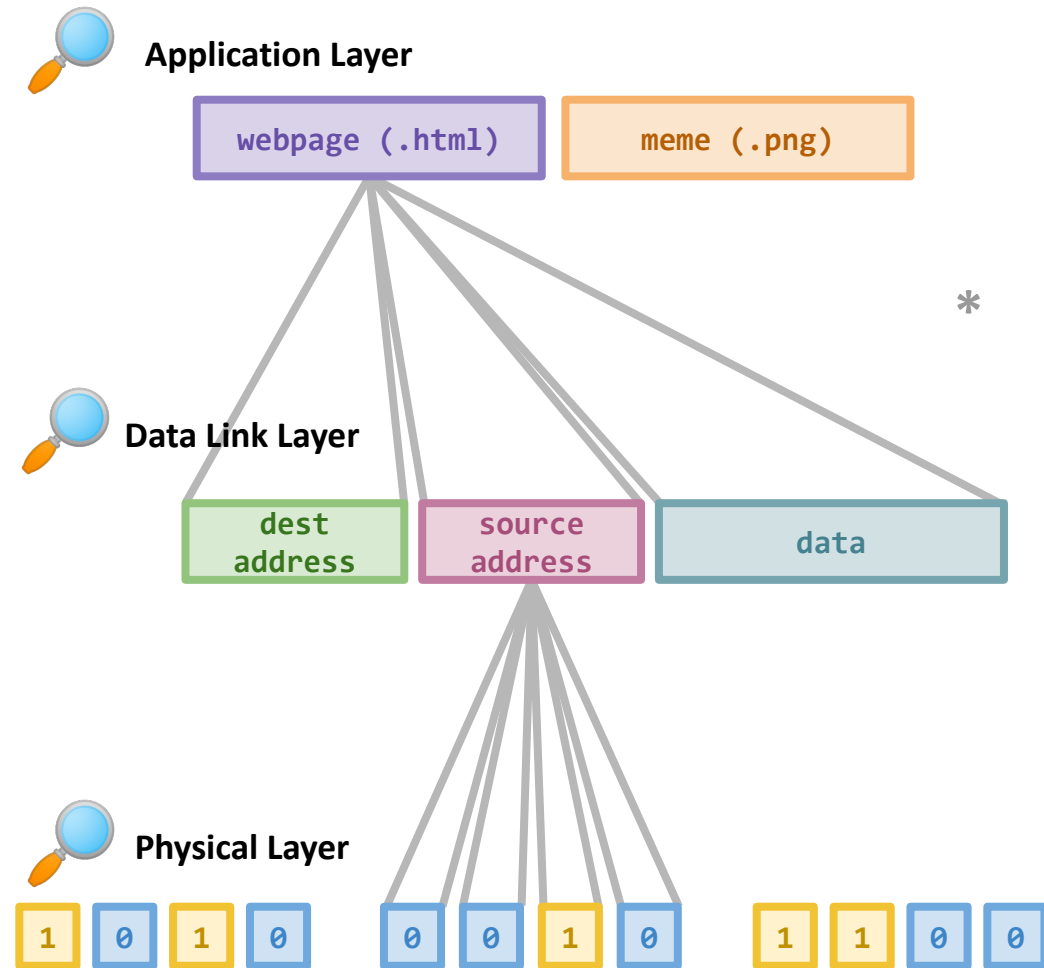 Application Layer
webpage (.html) meme (.png)
*
Data Link Layer
dest source
address address data
Physical Layer
1 0 1 0 0 0 1 0 1 1 0 0